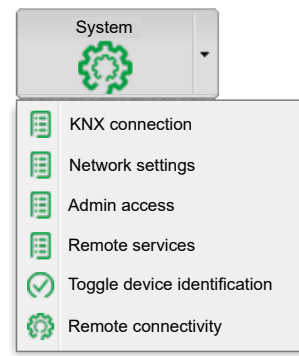 System
KNX connection
Network settings
Admin access
Remote services
Toggle device identification
Remote connectivity